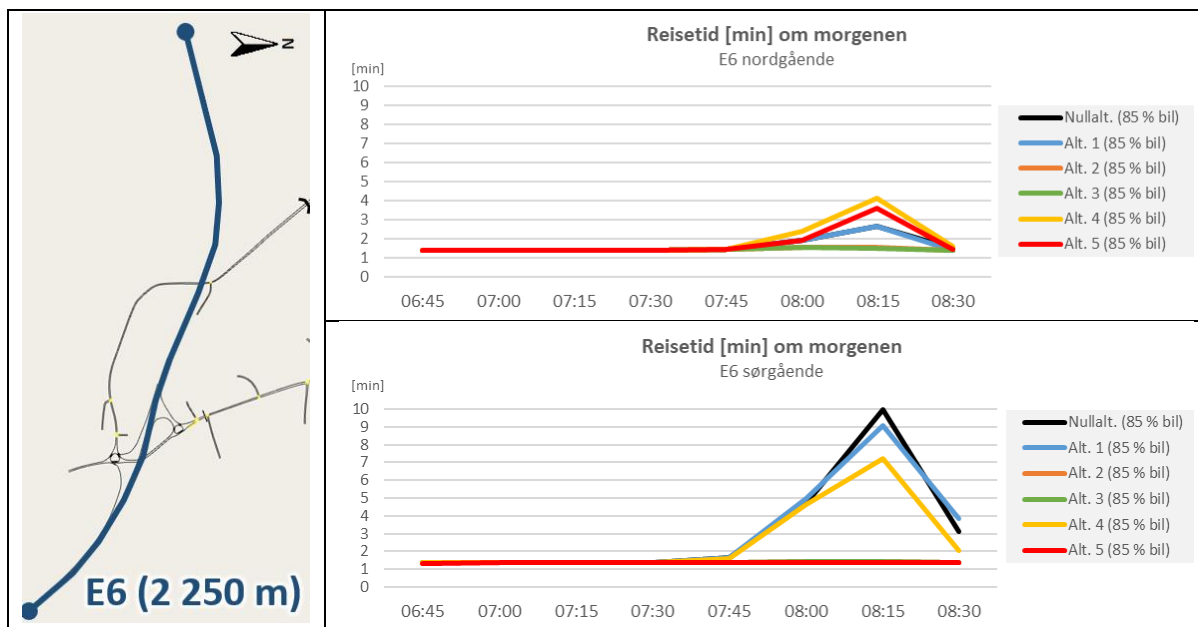 N
E6 (2 250 m)
Reisetid [min] om morgenen
E6 nordgående
[min]
10
9
8
7
6
5
4
3
2
1
0
06:45 07:00 07:15 07:30 07:45 08:00 08:15 08:30
Nullalt. (85 % bil)
Alt. 1 (85 % bil)
Alt. 2 (85 % bil)
Alt. 3 (85 % bil)
Alt. 4 (85 % bil)
Alt. 5 (85 % bil)
Reisetid [min] om morgenen
E6 sørgående
[min]
10
9
8
7
6
5
4
3
2
1
0
06:45 07:00 07:15 07:30 07:45 08:00 08:15 08:30
Nullalt. (85 % bil)
Alt. 1 (85 % bil)
Alt. 2 (85 % bil)
Alt. 3 (85 % bil)
Alt. 4 (85 % bil)
Alt. 5 (85 % bil)